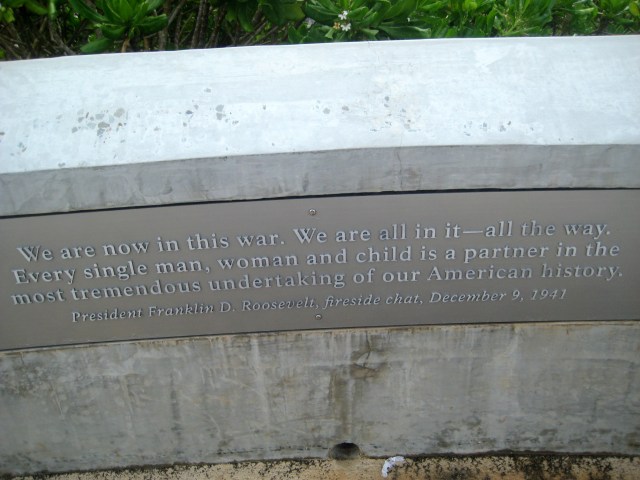 We are now in this war. We are all in it—all the way.
Every single man, woman and child is a partner in the
most tremendous undertaking of our American history.
President Franklin D. Roosevelt, fireside chat, December 9, 1941